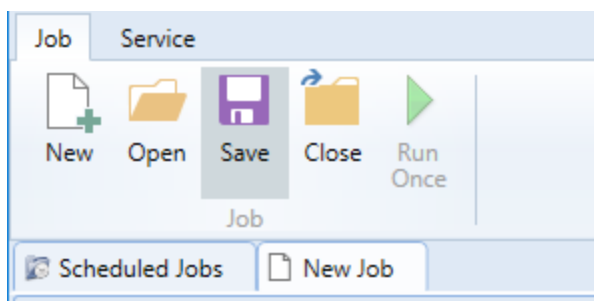 Job Service
New Open Save Close Run
Once
Job
Scheduled Jobs New Job